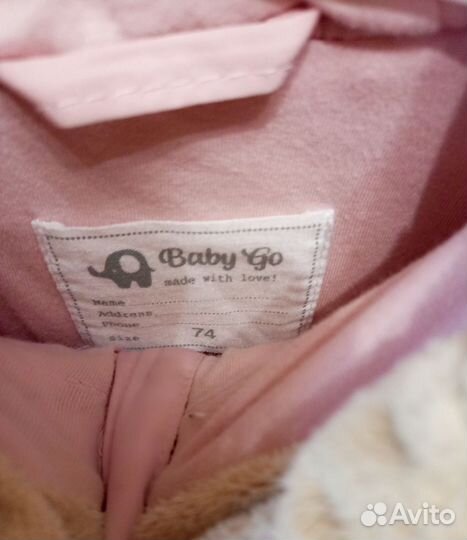 Baby Go
made with love!
Name
Address
Phone
Size 74
Avito